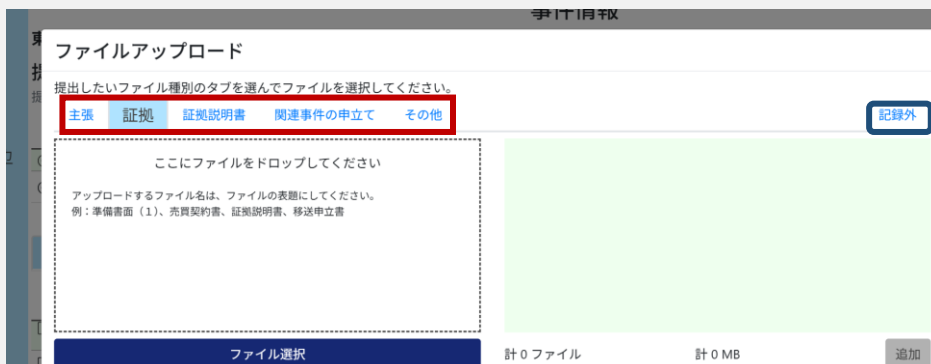 事件情報
ファイルアップロード
提出したいファイル種別のタブを選んでファイルを選択してください。
主張 証拠 証拠説明書 関連事件の申立て その他 記録外
ここにファイルをドロップしてください
アップロードするファイル名は、ファイルの表題にしてください。
例：準備書面（1）、売買契約書、証拠説明書、移送申立書
ファイル選択 計 0 ファイル 計 0 MB 追加